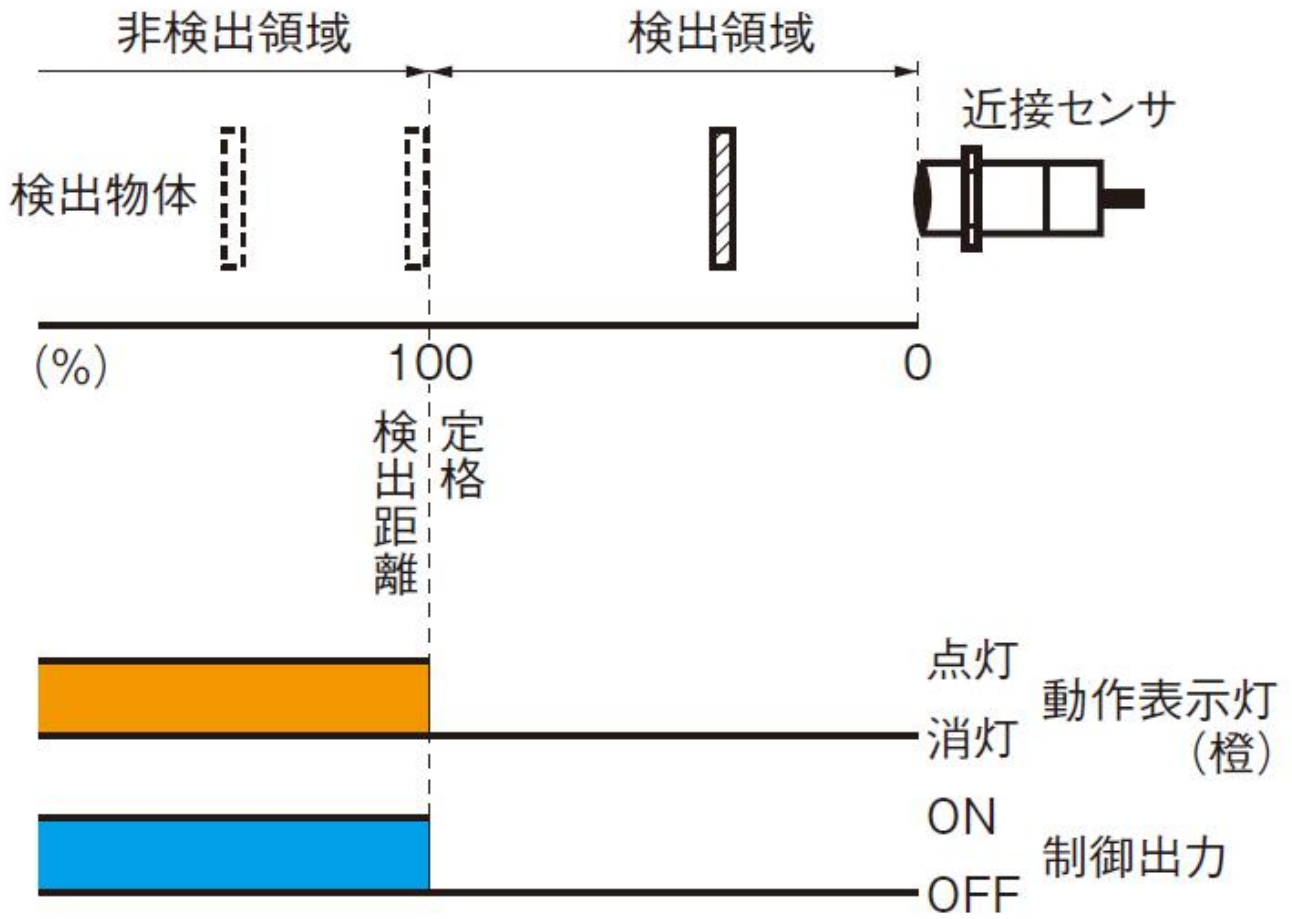 非検出領域 検出領域
近接センサ
検出物体
(%) 100 0
定格
検出距離
点灯
動作表示灯
消灯
(橙)
ON
制御出力
OFF